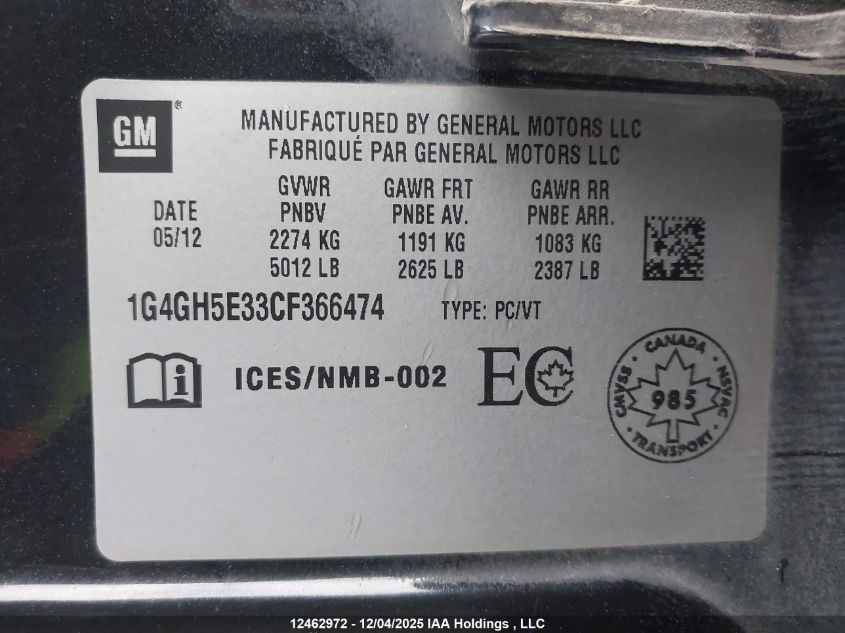 GM®
MANUFACTURED BY GENERAL MOTORS LLC
FABRIQUÉ PAR GENERAL MOTORS LLC
GVWR GAWR FRT GAWR RR
DATE PNBV PNBE AV. PNBE ARR.
05/12 2274 KG 1191 KG 1083 KG
5012 LB 2625 LB 2387 LB
1G4GH5E33CF366474 TYPE: PC/VT
i ICES/NMB-002 EC
CANADA
CMVSS 985 NSVAC
TRANSPORT
12462972 - 12/04/2025 IAA Holdings , LLC